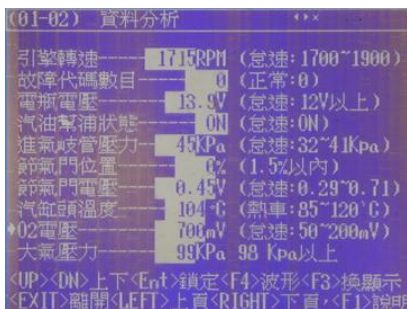 (01-02) 資料分析
引擎轉速-----1715RPM (怠速:1700~1900)
故障代碼數目------ 0 (正常:0)
電瓶電壓------13.9V (怠速:12V以上)
汽油幫浦狀態------ ON (怠速:ON)
進氣岐管壓力---- 45KPa (怠速:32~41Kpa)
節氣門位置------ 0% (1.5%以內)
節氣門電壓---- 0.45V (怠速:0.29~0.71)
汽缸頭溫度---- 104°C (熱車:85~120°C)
O2電壓------ 700mV (怠速:50~200mV)
大氣壓力------ 99KPa 98 Kpa以上
<UP><DN>上下<Ent>鎖定<F4>波形<F3>換顯示
<EXIT>離開<LEFT>上頁<RIGHT>下頁,<F1>說明